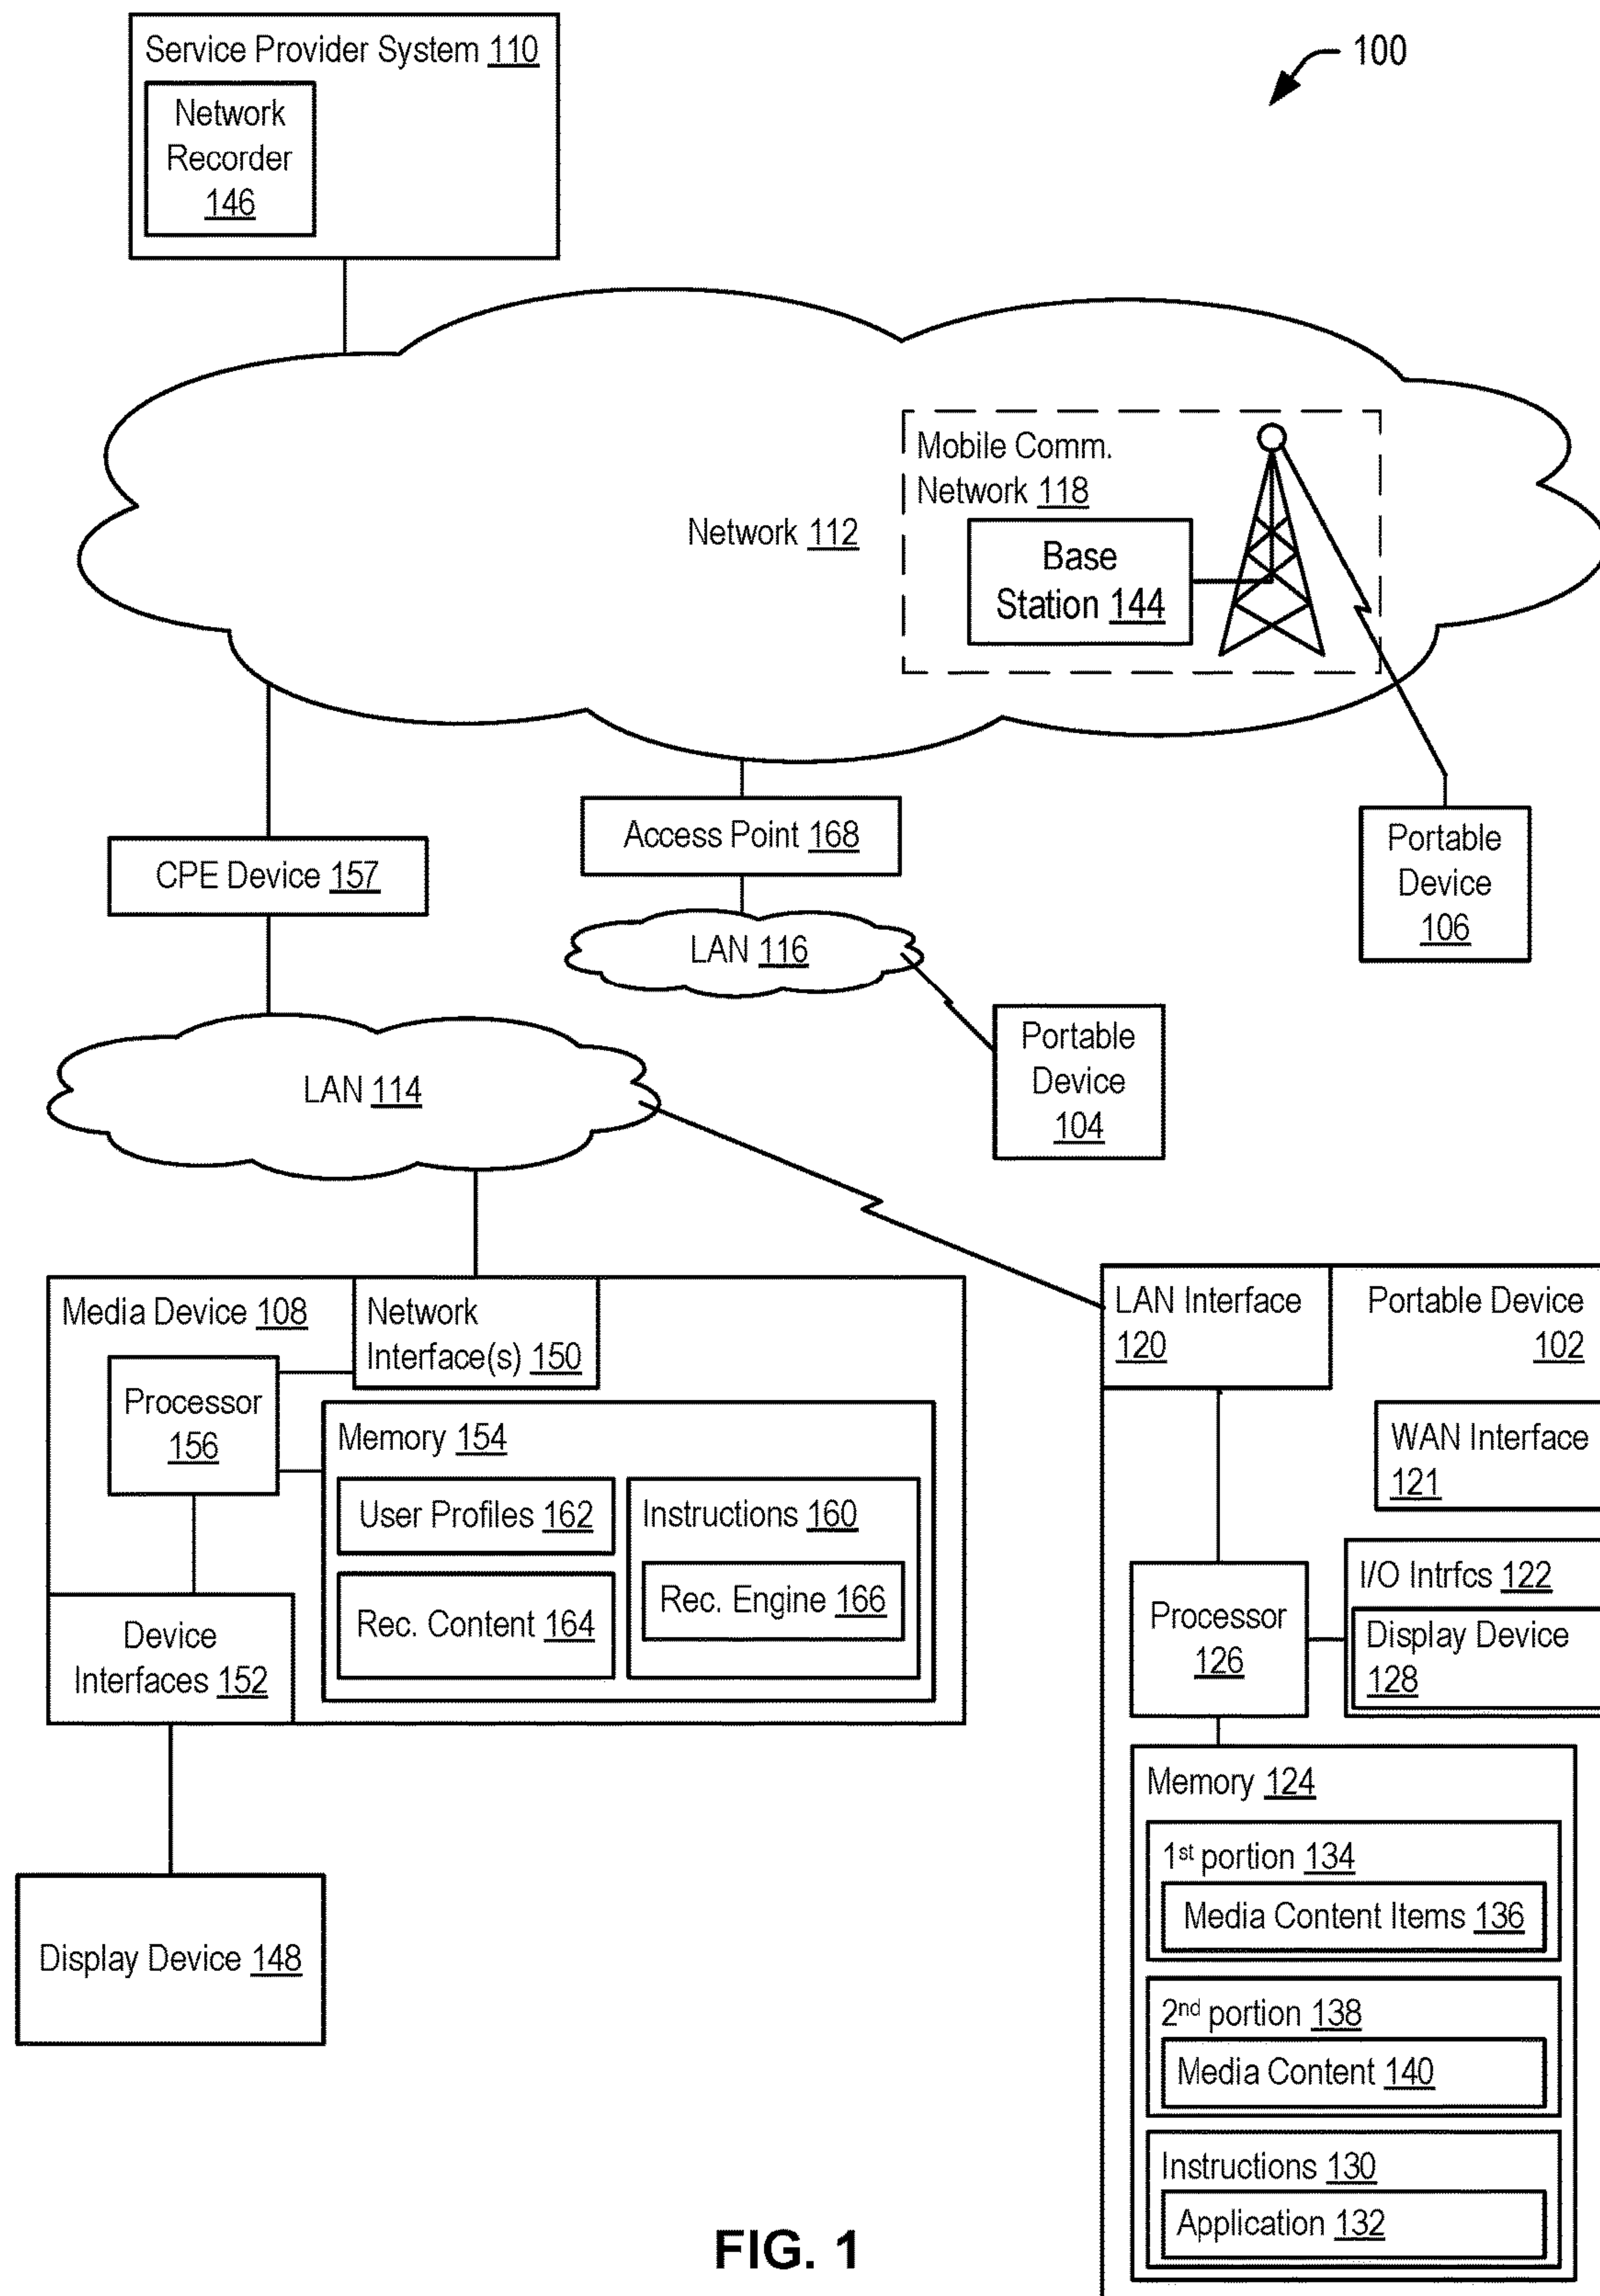 Service Provider System 110
Network
Recorder
146
100
Mobile Comm.
Network 118
Network 112
Base
Station 144
Access Point 168
CPE Device 157
Portable
Device
106
LAN 116
Portable
Device
104
LAN 114
Media Device 108
Network
Interface(s) 150
Processor
156
Memory 154
User Profiles 162
Instructions 160
Rec. Content 164
Rec. Engine 166
Device
Interfaces 152
Display Device 148
LAN Interface
120
Portable Device
102
WAN Interface
121
I/O Intrfcs 122
Display Device
128
Processor
126
Memory 124
1st portion 134
Media Content Items 136
2nd portion 138
Media Content 140
Instructions 130
Application 132
FIG. 1